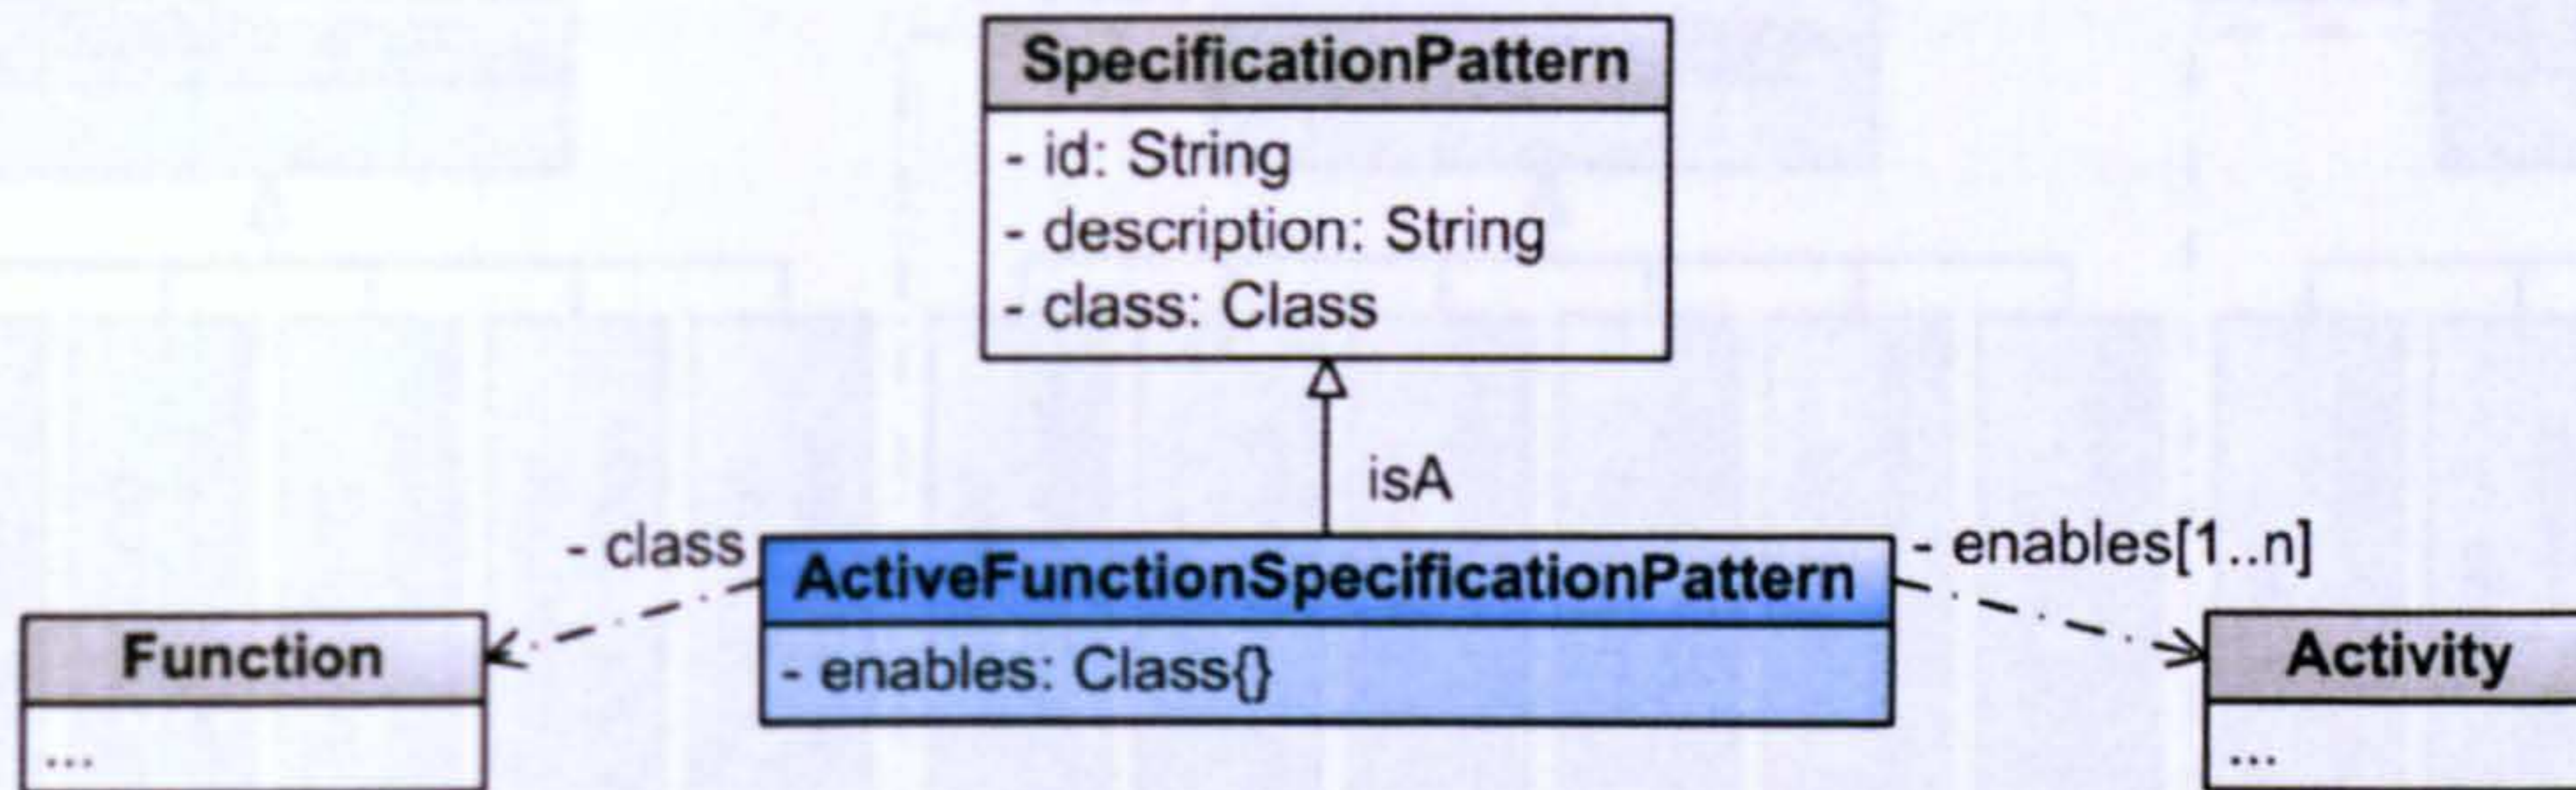 SpecificationPattern
- id: String
- description: String
- class: Class
isA
- class
ActiveFunctionSpecificationPattern
- enables[1..n]
- enables: Class{}
Function
...
Activity
...